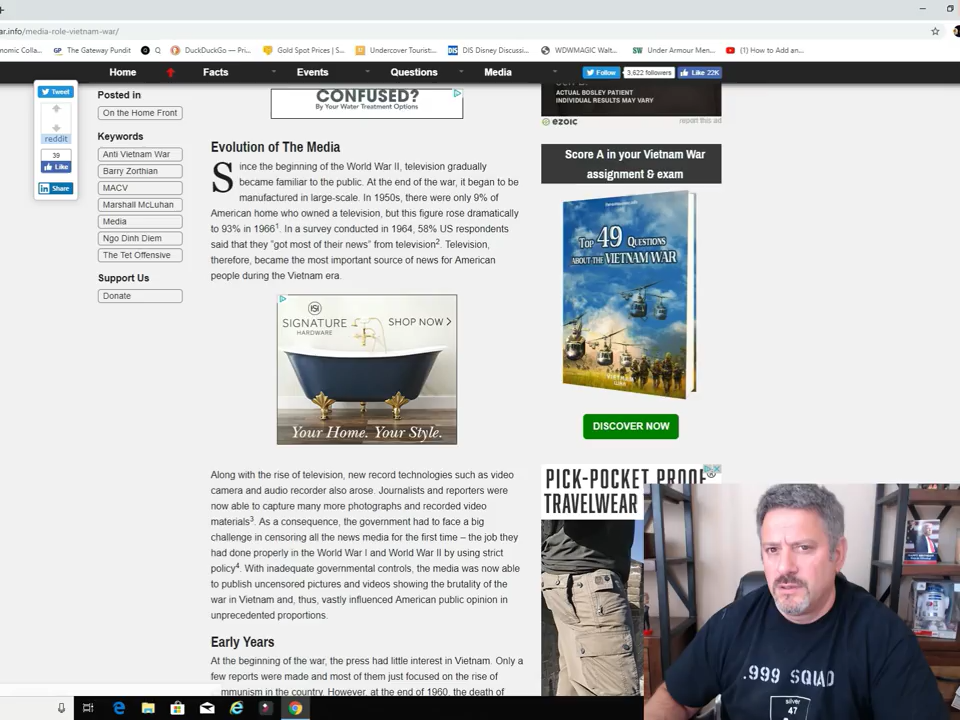 ar.info/media-role-vietnam-war/
nomic Collap...
GP The Gateway Pundit
Q
DuckDuckGo — Pri...
Gold Spot Prices | S...
Undercover Tourist...
DIS DIS Disney Discussi...
WDWMAGIC Walt...
SW Under Armour Men...
(1) How to Add an...
Home
Facts
Events
Questions
Media
Follow
3,622 followers
Like 22K
Tweet
reddit
39
Like
Share
Posted in
On the Home Front
Keywords
Anti Vietnam War
Barry Zorthian
MACV
Marshall McLuhan
Media
Ngo Dinh Diem
The Tet Offensive
Support Us
Donate
CONFUSED?
By Your Water Treatment Options
Evolution of The Media
Since the beginning of the World War II, television gradually
became familiar to the public. At the end of the war, it began to be
manufactured in large-scale. In 1950s, there were only 9% of
American home who owned a television, but this figure rose dramatically
to 93% in 1966¹. In a survey conducted in 1964, 58% US respondents
said that they “got most of their news” from television². Television,
therefore, became the most important source of news for American
people during the Vietnam era.
SIGNATURE
HARDWARE
SHOP NOW >
Your Home. Your Style.
Along with the rise of television, new record technologies such as video
camera and audio recorder also arose. Journalists and reporters were
now able to capture many more photographs and recorded video
materials³. As a consequence, the government had to face a big
challenge in censoring all the news media for the first time – the job they
had done properly in the World War I and World War II by using strict
policy⁴. With inadequate governmental controls, the media was now able
to publish uncensored pictures and videos showing the brutality of the
war in Vietnam and, thus, vastly influenced American public opinion in
unprecedented proportions.
Early Years
At the beginning of the war, the press had little interest in Vietnam. Only a
few reports were made and most of them just focused on the rise of
mmunism in the country. However, at the end of 1960, the death of
ACTUAL BOSLEY PATIENT
INDIVIDUAL RESULTS MAY VARY
ezoic
report this ad
Score A in your Vietnam War
assignment & exam
TOP 49 QUESTIONS
ABOUT THE VIETNAM WAR
DISCOVER NOW
PICK-POCKET PROOF
TRAVELWEAR
.999 SQUAD
silver
47